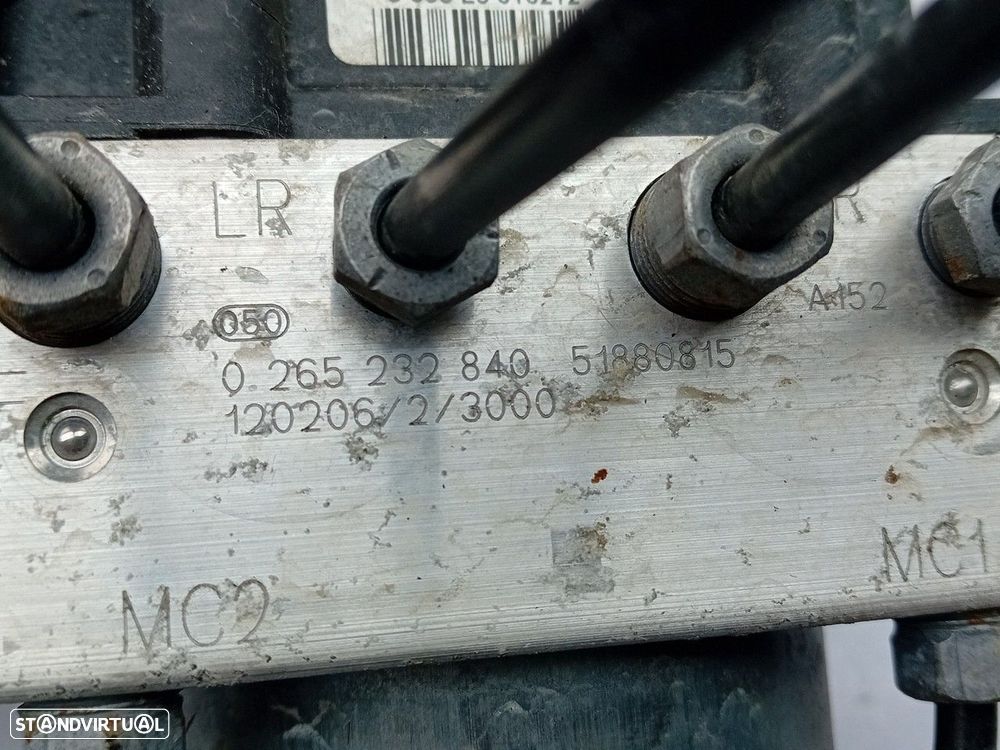 LR
R
A152
050
0 265 232 840 51880815
120206/2/3000
MC1
MC2
STANDVIRTUAL